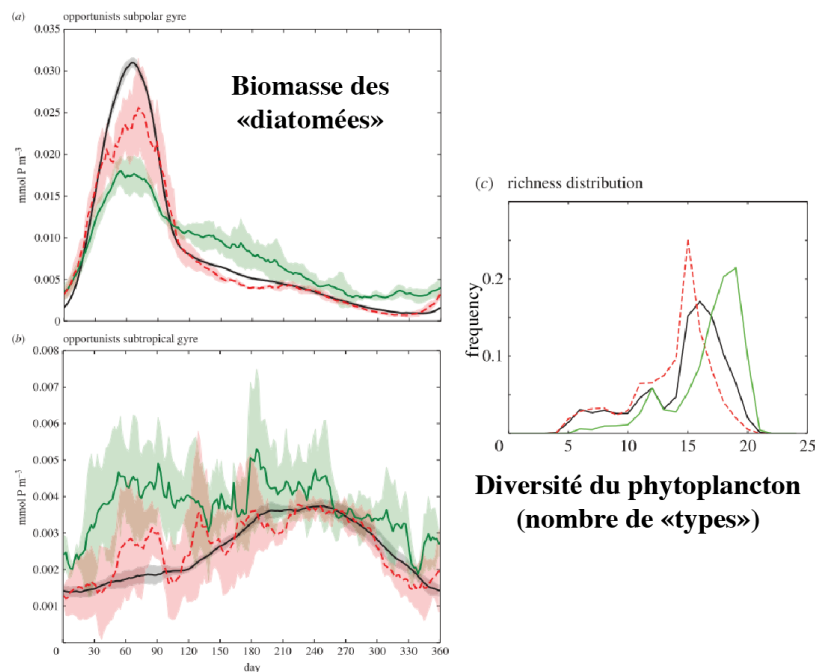 (a) opportunists subpolar gyre
0.035
0.030
0.025
0.020
0.015
0.010
0.005
0
mmol P m⁻³
Biomasse des
«diatomées»
(b) opportunists subtropical gyre
0.008
0.007
0.006
0.005
0.004
0.003
0.002
0.001
mmol P m⁻³
0 30 60 90 120 150 180 210 240 270 300 330 360
day
(c) richness distribution
0.2
0.1
frequency
0 5 10 15 20 25
Diversité du phytoplancton
(nombre de «types»)